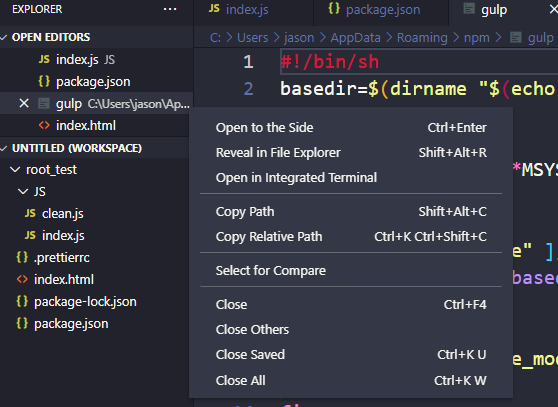 EXPLORER ...
index.js
package.json
gulp
OPEN EDITORS
C: > Users > jason > AppData > Roaming > npm > gulp
index.js JS
1 #!/bin/sh
package.json
2 basedir=$(dirname "$(echo
gulp C:\Users\jason\Ap...
index.html
Open to the Side Ctrl+Enter
Reveal in File Explorer Shift+Alt+R
Open in Integrated Terminal
Copy Path Shift+Alt+C
Copy Relative Path Ctrl+K Ctrl+Shift+C
Select for Compare
Close Ctrl+F4
Close Others
Close Saved Ctrl+K U
Close All Ctrl+K W
*MSYS
e" ];
based
e_mod
UNTITLED (WORKSPACE)
root_test
JS
JS clean.js
JS index.js
{} .prettierrc
<> index.html
{} package-lock.json
{} package.json